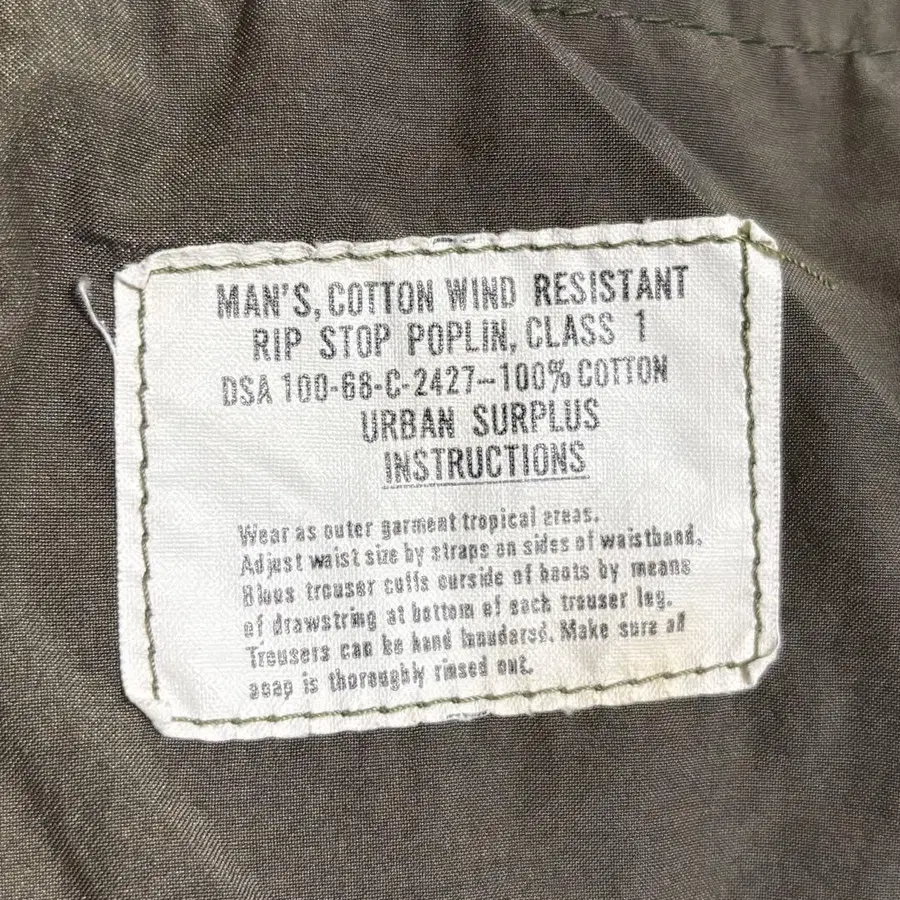 MAN'S, COTTON WIND RESISTANT
RIP STOP POPLIN, CLASS 1
DSA 100-68-C-2427-100% COTTON
URBAN SURPLUS
INSTRUCTIONS
Wear as outer garment tropical areas.
Adjust waist size by straps on sides of waistband.
Blous trouser cuffs ourside of boots by means
of drawstring at bottom of each trouser leg.
Trousers can be hand laundared. Make sure all
soap is thoroughly rinsed out.